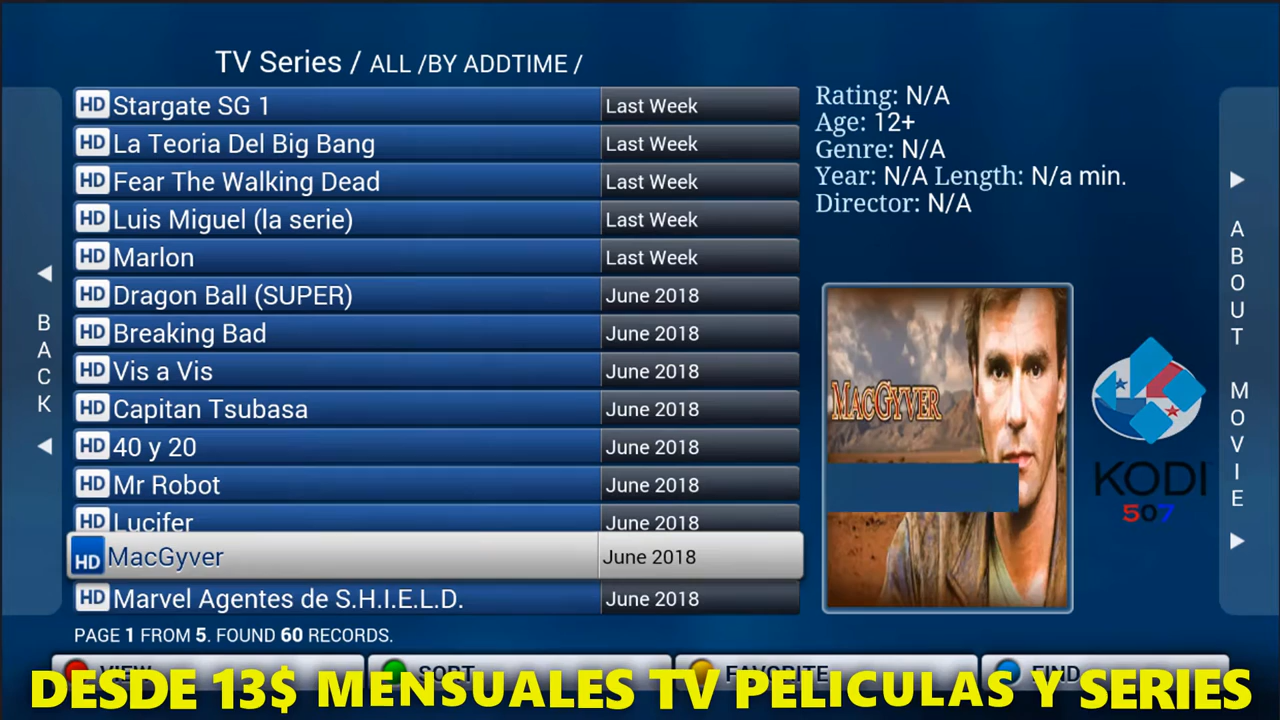 TV Series / ALL /BY ADDTIME /
HD Stargate SG 1 Last Week
HD La Teoria Del Big Bang Last Week
HD Fear The Walking Dead Last Week
HD Luis Miguel (la serie) Last Week
HD Marlon Last Week
HD Dragon Ball (SUPER) June 2018
HD Breaking Bad June 2018
HD Vis a Vis June 2018
HD Capitan Tsubasa June 2018
HD 40 y 20 June 2018
HD Mr Robot June 2018
HD Lucifer June 2018
HD MacGyver June 2018
HD Marvel Agentes de S.H.I.E.L.D. June 2018
PAGE 1 FROM 5. FOUND 60 RECORDS.
BACK
Rating: N/A
Age: 12+
Genre: N/A
Year: N/A Length: N/a min.
Director: N/A
MACGYVER
KODI
507
ABOUT MOVIE
VIEW SORT FAVORITE FIND
DESDE 13$ MENSUALES TV PELICULAS Y SERIES